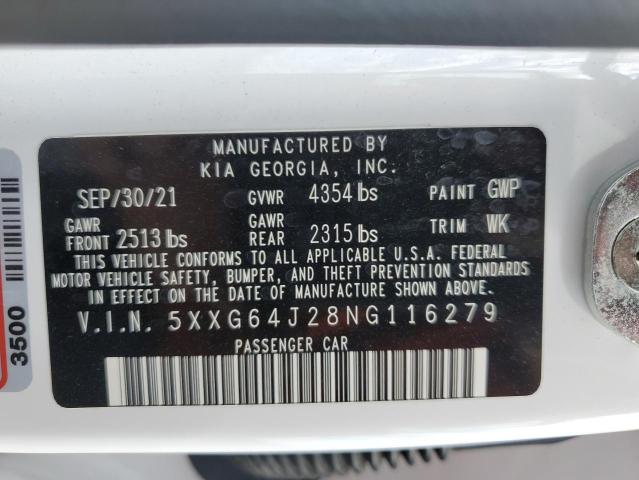 MANUFACTURED BY
KIA GEORGIA, INC.
SEP/30/21 GVWR 4354 lbs PAINT GWP
GAWR FRONT 2513 lbs GAWR REAR 2315 lbs TRIM WK
THIS VEHICLE CONFORMS TO ALL APPLICABLE U.S.A. FEDERAL
MOTOR VEHICLE SAFETY, BUMPER, AND THEFT PREVENTION STANDARDS
IN EFFECT ON THE DATE OF MANUFACTURE SHOWN ABOVE.
V.I.N. 5XXG64J28NG116279
PASSENGER CAR
3500